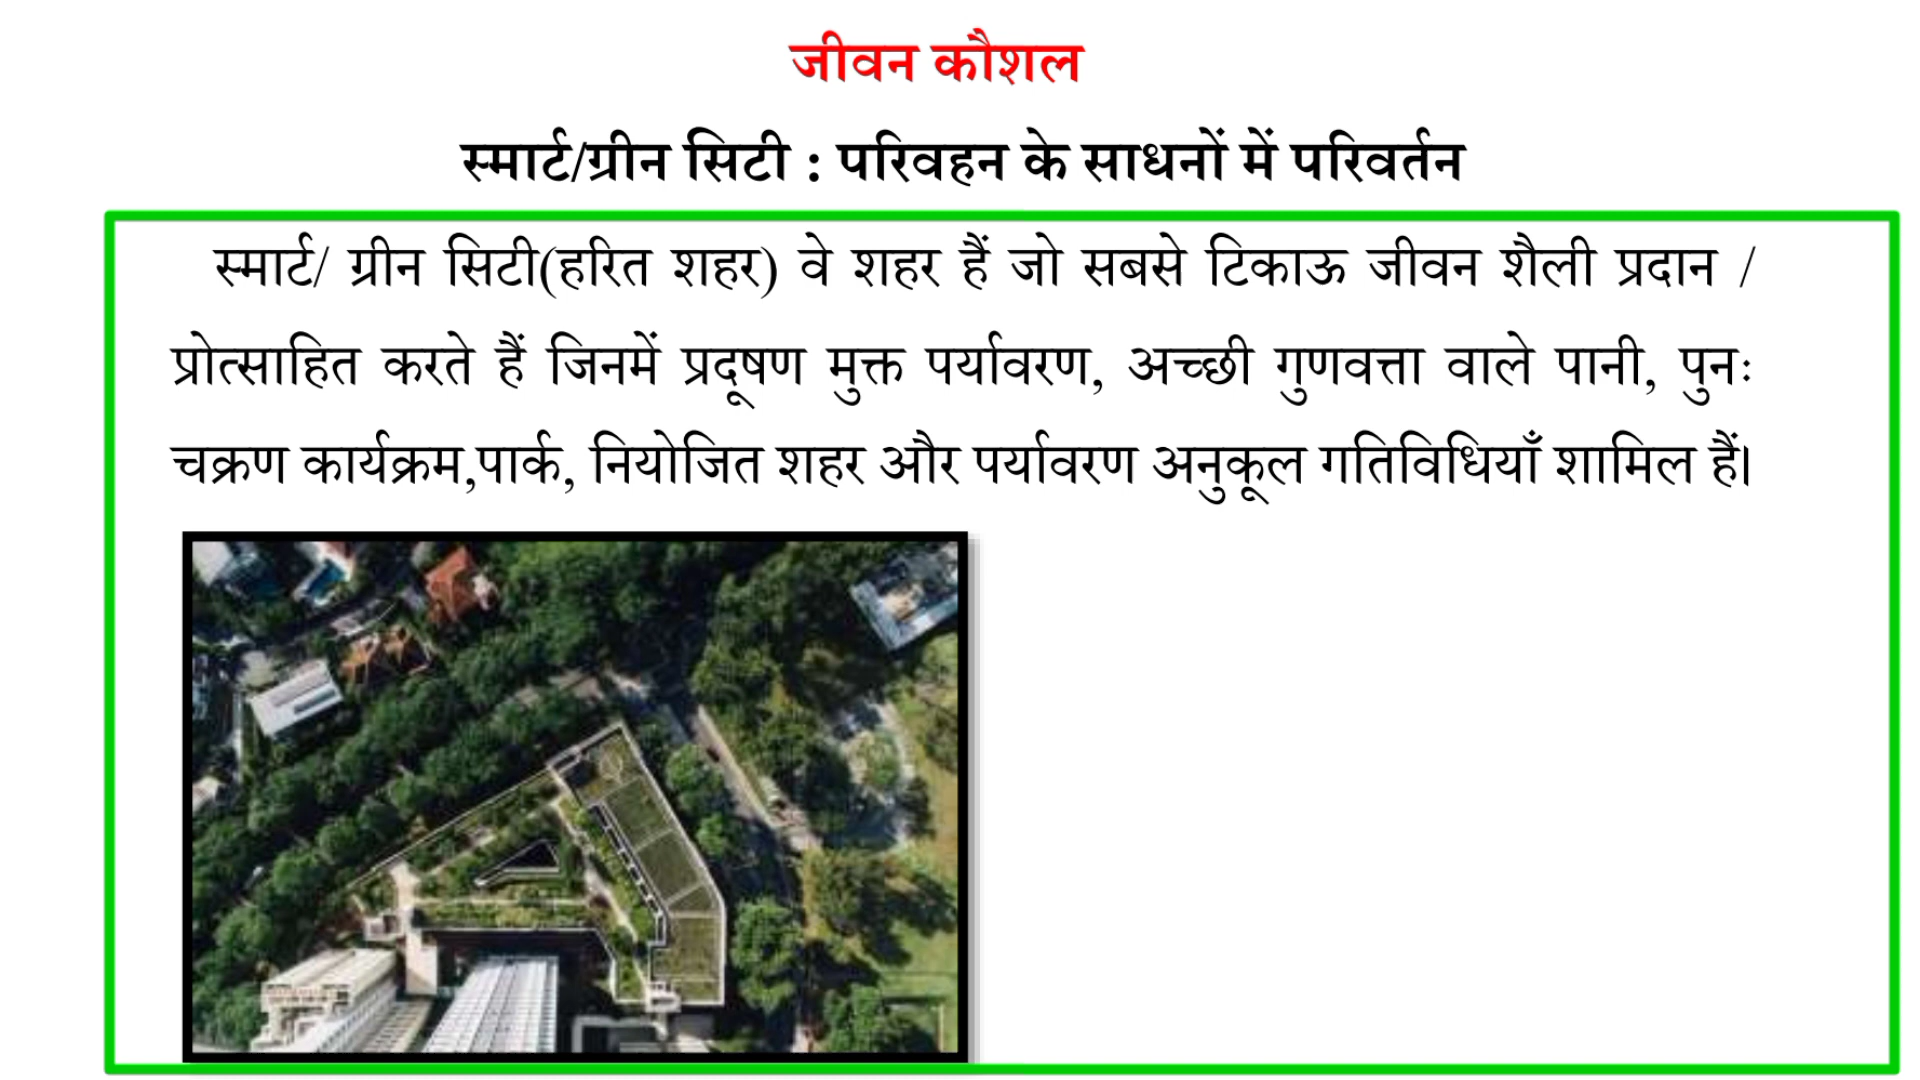 जीवन कौशल
स्मार्ट/ग्रीन सिटी : परिवहन के साधनों में परिवर्तन
स्मार्ट/ ग्रीन सिटी(हरित शहर) वे शहर हैं जो सबसे टिकाऊ जीवन शैली प्रदान /
प्रोत्साहित करते हैं जिनमें प्रदूषण मुक्त पर्यावरण, अच्छी गुणवत्ता वाले पानी, पुनः
चक्रण कार्यक्रम,पार्क, नियोजित शहर और पर्यावरण अनुकूल गतिविधियाँ शाामिल हैं।